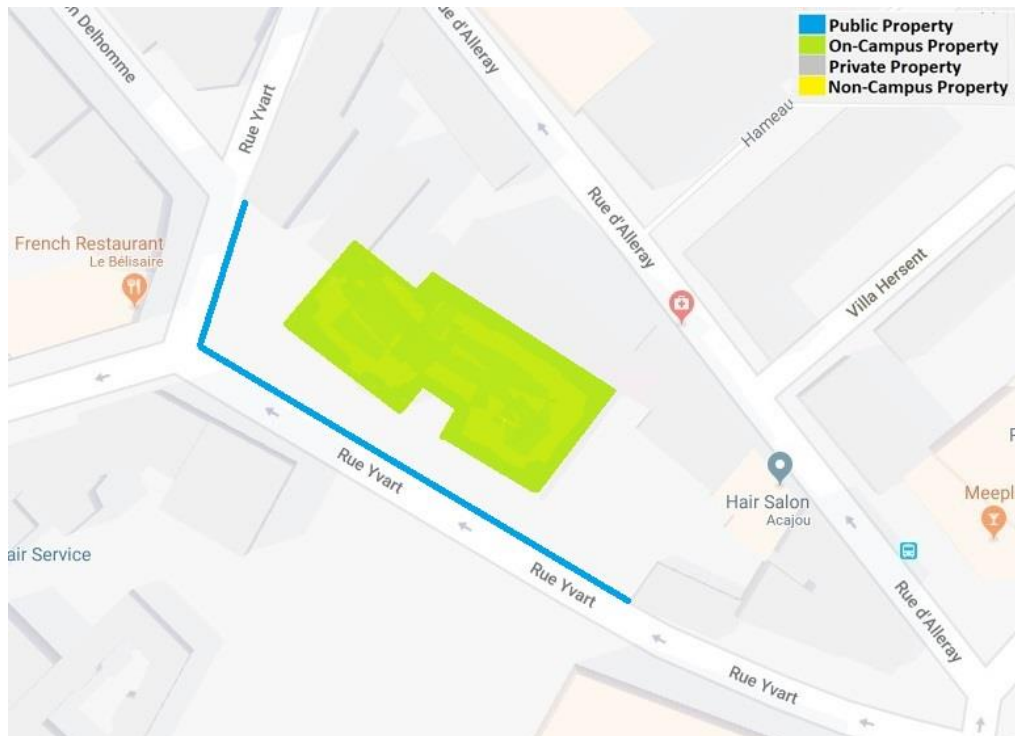 Public Property
On-Campus Property
Private Property
Non-Campus Property
Delhomme
Rue d'Alleray
Rue Yvart
Hameau
Rue d'Alleray
French Restaurant
Le Bélisaire
Villa Hersent
Rue Yvart
Hair Salon
Acajou
Meepl
air Service
Rue Yvart
Rue d'Alleray
Rue Yvart